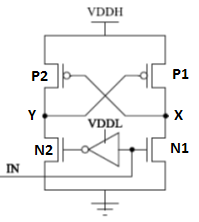 VDDH
P2 P1
Y X
VDDL
N2 N1
IN